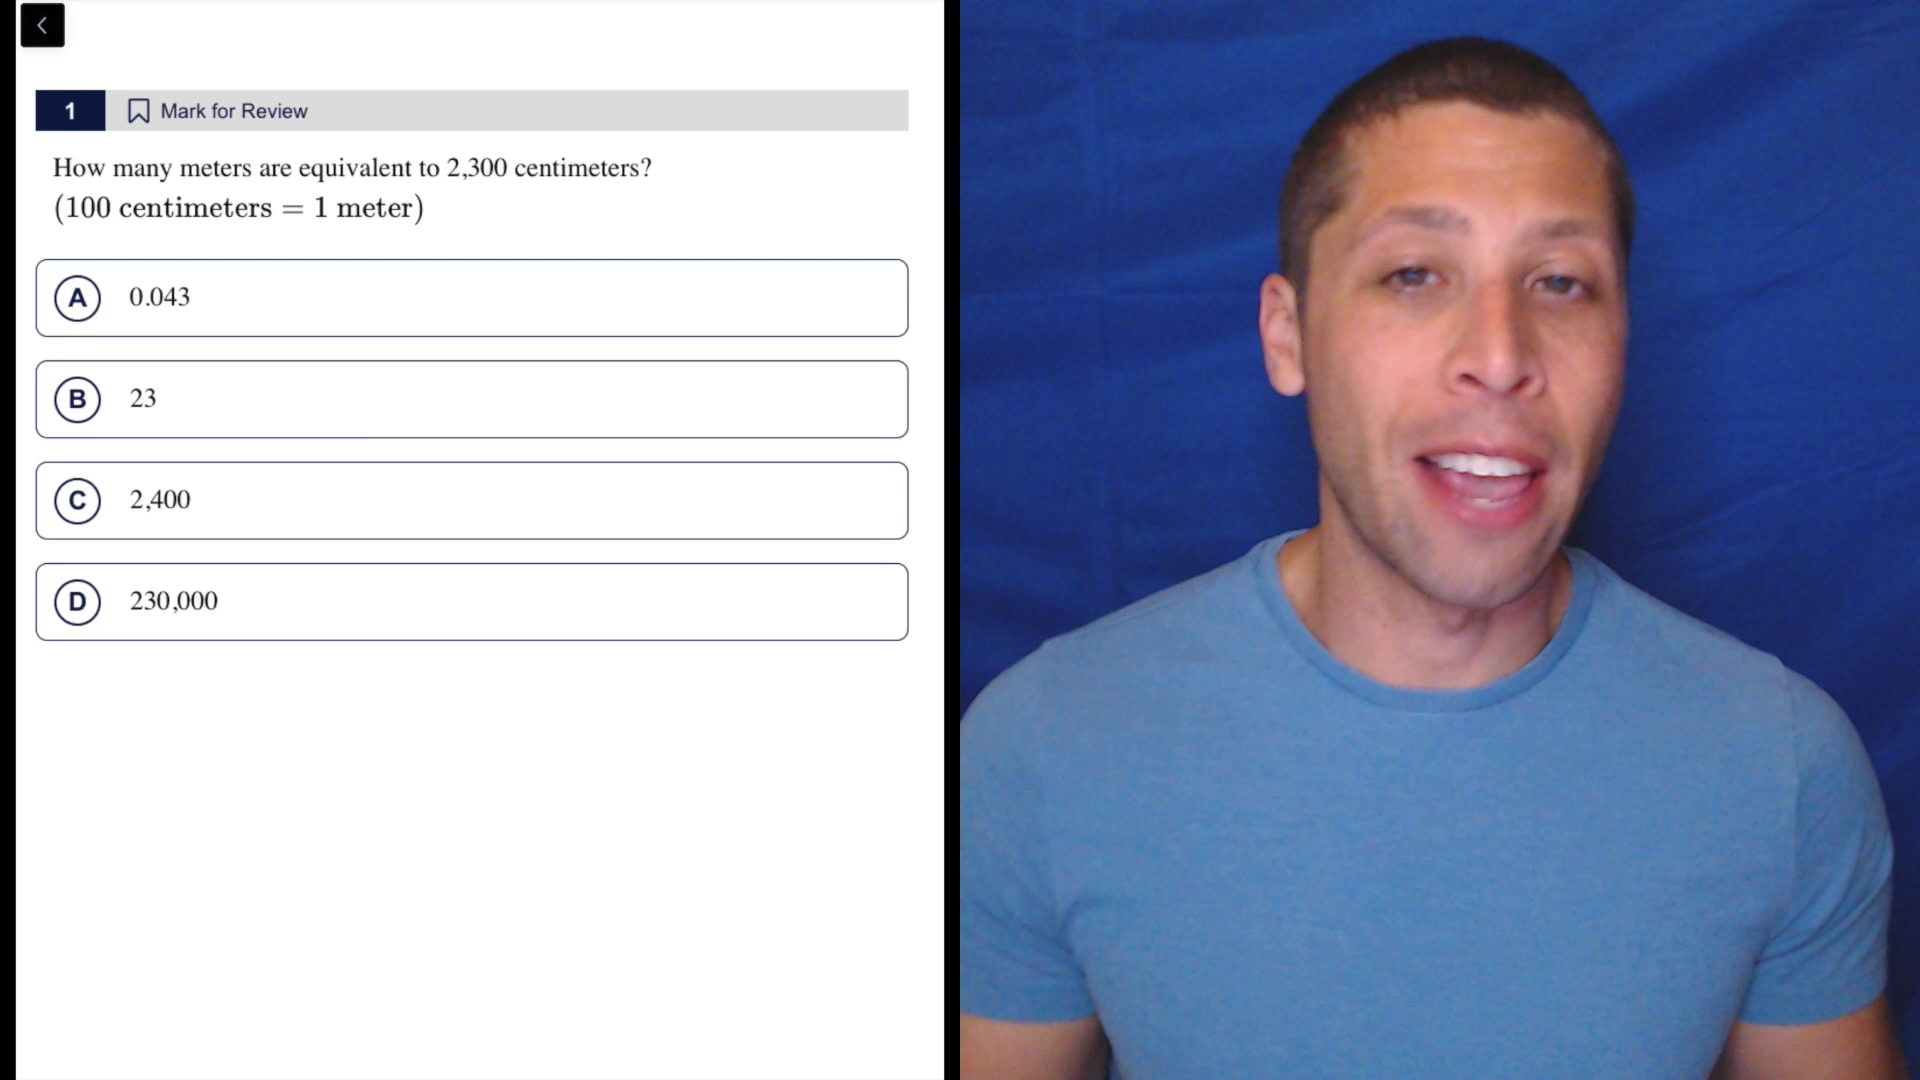 1 Mark for Review
How many meters are equivalent to 2,300 centimeters?
(100 centimeters = 1 meter)
A 0.043
B 23
C 2,400
D 230,000